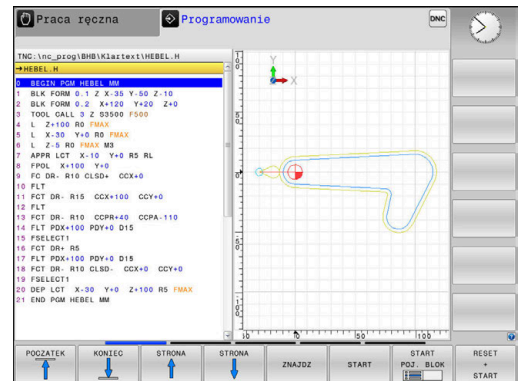 Praca ręczna
Programowanie
DNC
TNC:\nc_prog\BHB\Klartext\HEBEL.H
→HEBEL.H
0 BEGIN PGM HEBEL MM
1 BLK FORM 0.1 Z X-35 Y-50 Z-10
2 BLK FORM 0.2 X+120 Y+20 Z+0
3 TOOL CALL 3 Z S3500 F500
4 L Z+100 R0 FMAX
5 L X-30 Y+0 R0 FMAX
6 L Z-5 R0 FMAX M3
7 APPR LCT X-10 Y+0 R5 RL
8 FPOL X+100 Y+0
9 FC DR- R10 CLSD+ CCX+0
10 FLT
11 FCT DR- R15 CCX+100 CCY+0
12 FLT
13 FCT DR- R10 CCPR+40 CCPA-110
14 FLT PDX+100 PDY+0 D15
15 FSELECT1
16 FCT DR+ R5
17 FLT PDX+100 PDY+0 D15
18 FCT DR- R10 CLSD- CCX+0 CCY+0
19 FSELECT1
20 DEP LCT X-30 Y+0 Z+100 R5 FMAX
21 END PGM HEBEL MM
Y
X
50
0
50
100
POCZATEK
KONIEC
STRONA
STRONA
ZNAJDZ
START
START
POJ. BLOK
RESET
+
START